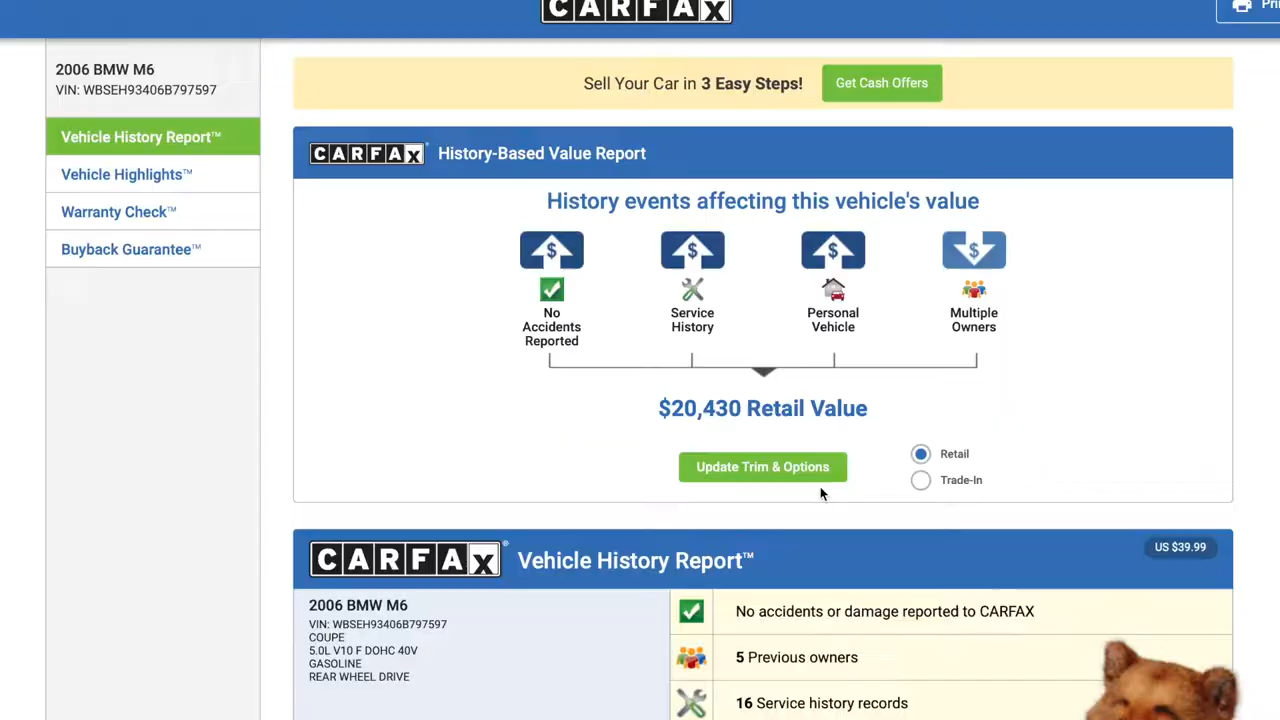 CARFAX
Pri
2006 BMW M6
VIN: WBSEH93406B797597
Vehicle History Report™
Vehicle Highlights™
Warranty Check™
Buyback Guarantee™
Sell Your Car in 3 Easy Steps!
Get Cash Offers
CARFAX History-Based Value Report
History events affecting this vehicle's value
$ $ $ $
No Accidents Reported
Service History
Personal Vehicle
Multiple Owners
$20,430 Retail Value
Update Trim & Options
Retail
Trade-In
CARFAX® Vehicle History Report™
US $39.99
2006 BMW M6
VIN: WBSEH93406B797597
COUPE
5.0L V10 F DOHC 40V
GASOLINE
REAR WHEEL DRIVE
No accidents or damage reported to CARFAX
5 Previous owners
16 Service history records